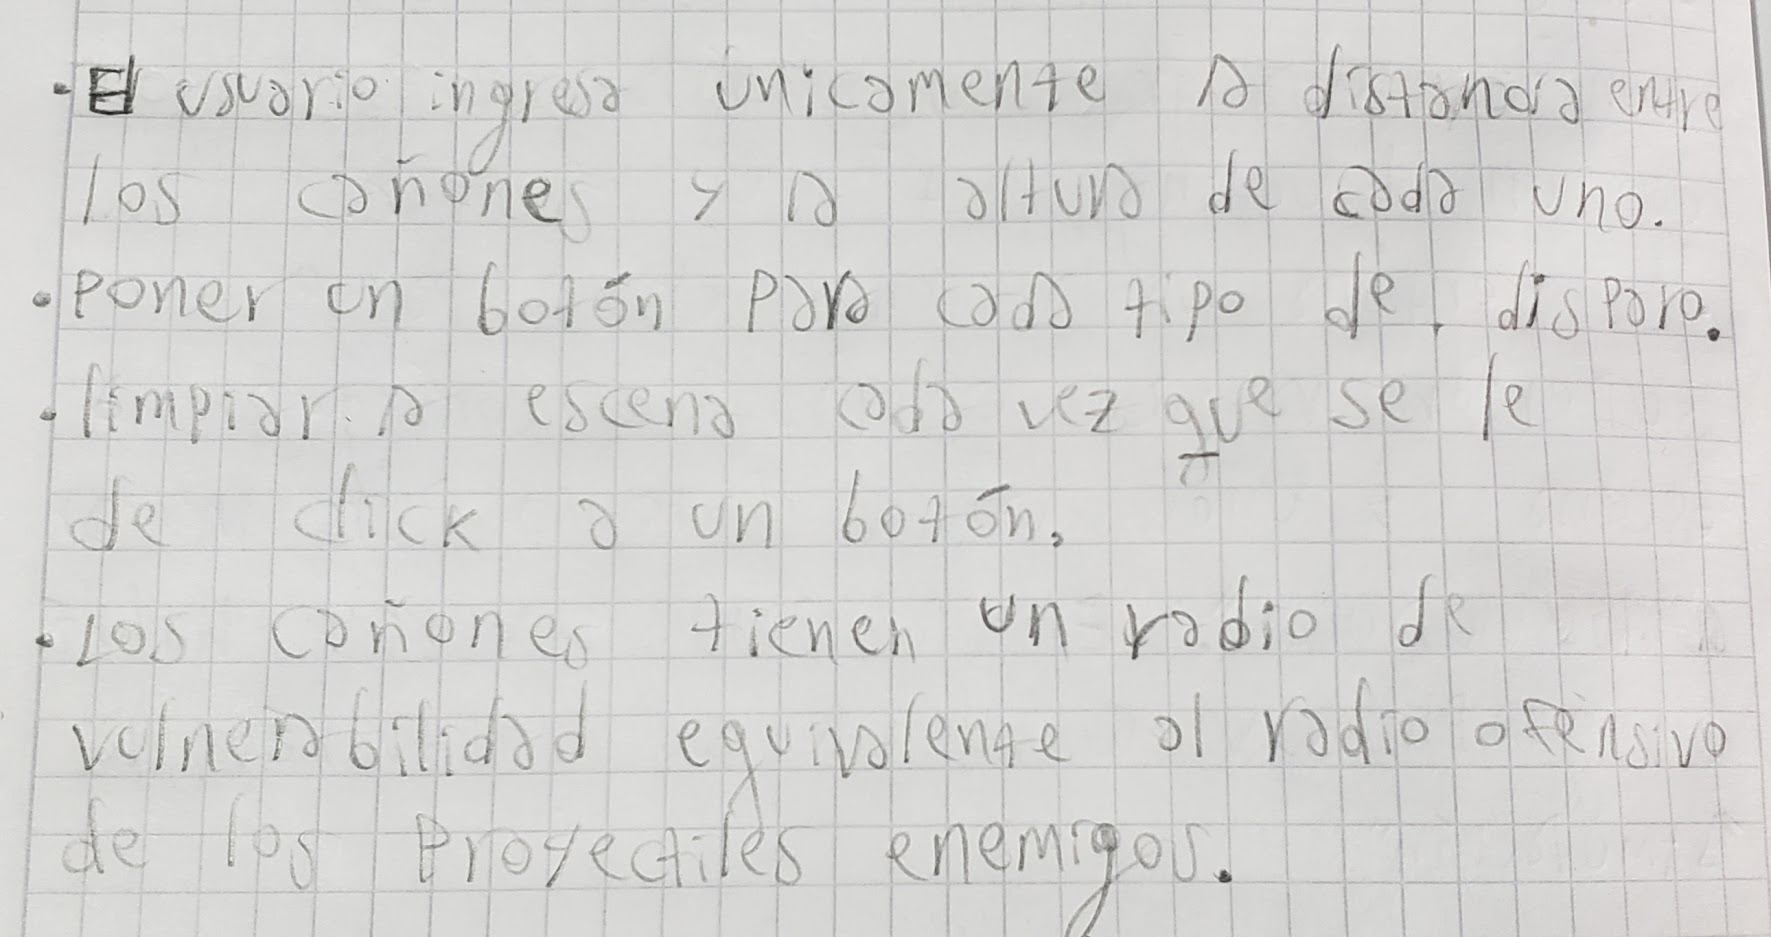 • El usuario ingresa unicamente la distancia entre
los cañones y la altura de cada uno.
• Poner un botón para cada tipo de disparo.
• limpiar la escena cada vez que se le
de click a un botón.
• Los cañones tienen un radio de
vulnerabilidad equivalente al radio ofensivo
de los proyectiles enemigos.